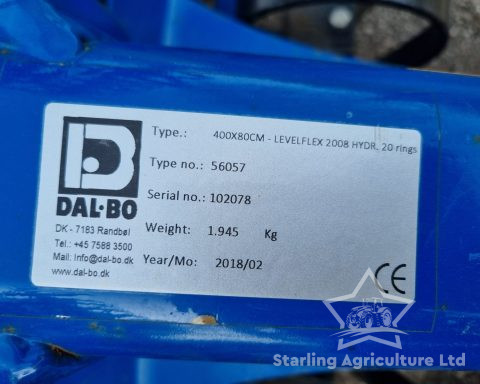 Type.: 400X80CM - LEVELFLEX 2008 HYDR. 20 rings
Type no.: 56057
Serial no.: 102078
Weight: 1.945 Kg
Year/Mo: 2018/02
DAL-BO
DK - 7183 Randbøl
Tel.: +45 7588 3500
Mail: Info@dal-bo.dk
www.dal-bo.dk
CE
Starling Agriculture Ltd